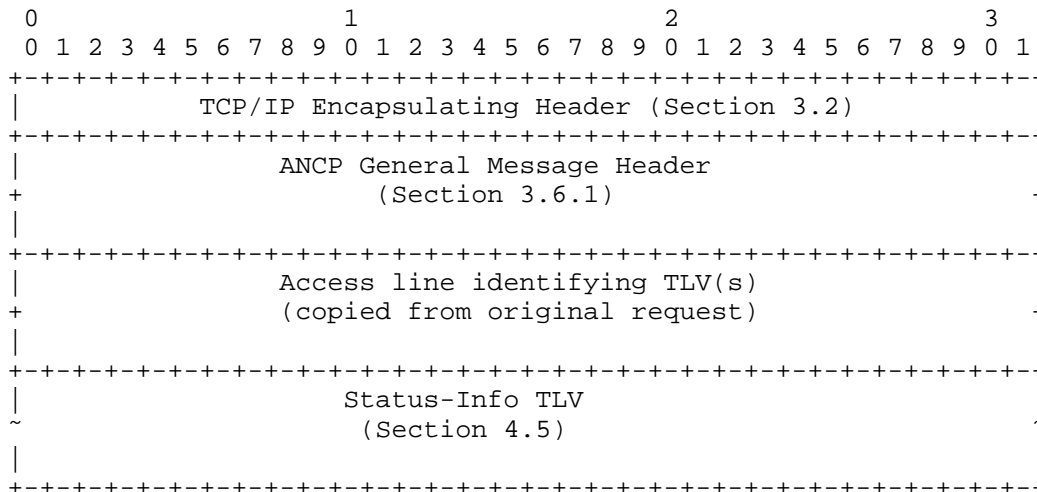 0                   1                   2                   3
 0 1 2 3 4 5 6 7 8 9 0 1 2 3 4 5 6 7 8 9 0 1 2 3 4 5 6 7 8 9 0 1
+-+-+-+-+-+-+-+-+-+-+-+-+-+-+-+-+-+-+-+-+-+-+-+-+-+-+-+-+-+-+-+--
|           TCP/IP Encapsulating Header (Section 3.2)
+-+-+-+-+-+-+-+-+-+-+-+-+-+-+-+-+-+-+-+-+-+-+-+-+-+-+-+-+-+-+-+--
|                ANCP General Message Header
+                      (Section 3.6.1)                          -
|
+-+-+-+-+-+-+-+-+-+-+-+-+-+-+-+-+-+-+-+-+-+-+-+-+-+-+-+-+-+-+-+--
|                Access line identifying TLV(s)
+                (copied from original request)                 -
|
+-+-+-+-+-+-+-+-+-+-+-+-+-+-+-+-+-+-+-+-+-+-+-+-+-+-+-+-+-+-+-+--
|                    Status-Info TLV
~                     (Section 4.5)                             ~
|
+-+-+-+-+-+-+-+-+-+-+-+-+-+-+-+-+-+-+-+-+-+-+-+-+-+-+-+-+-+-+-+--